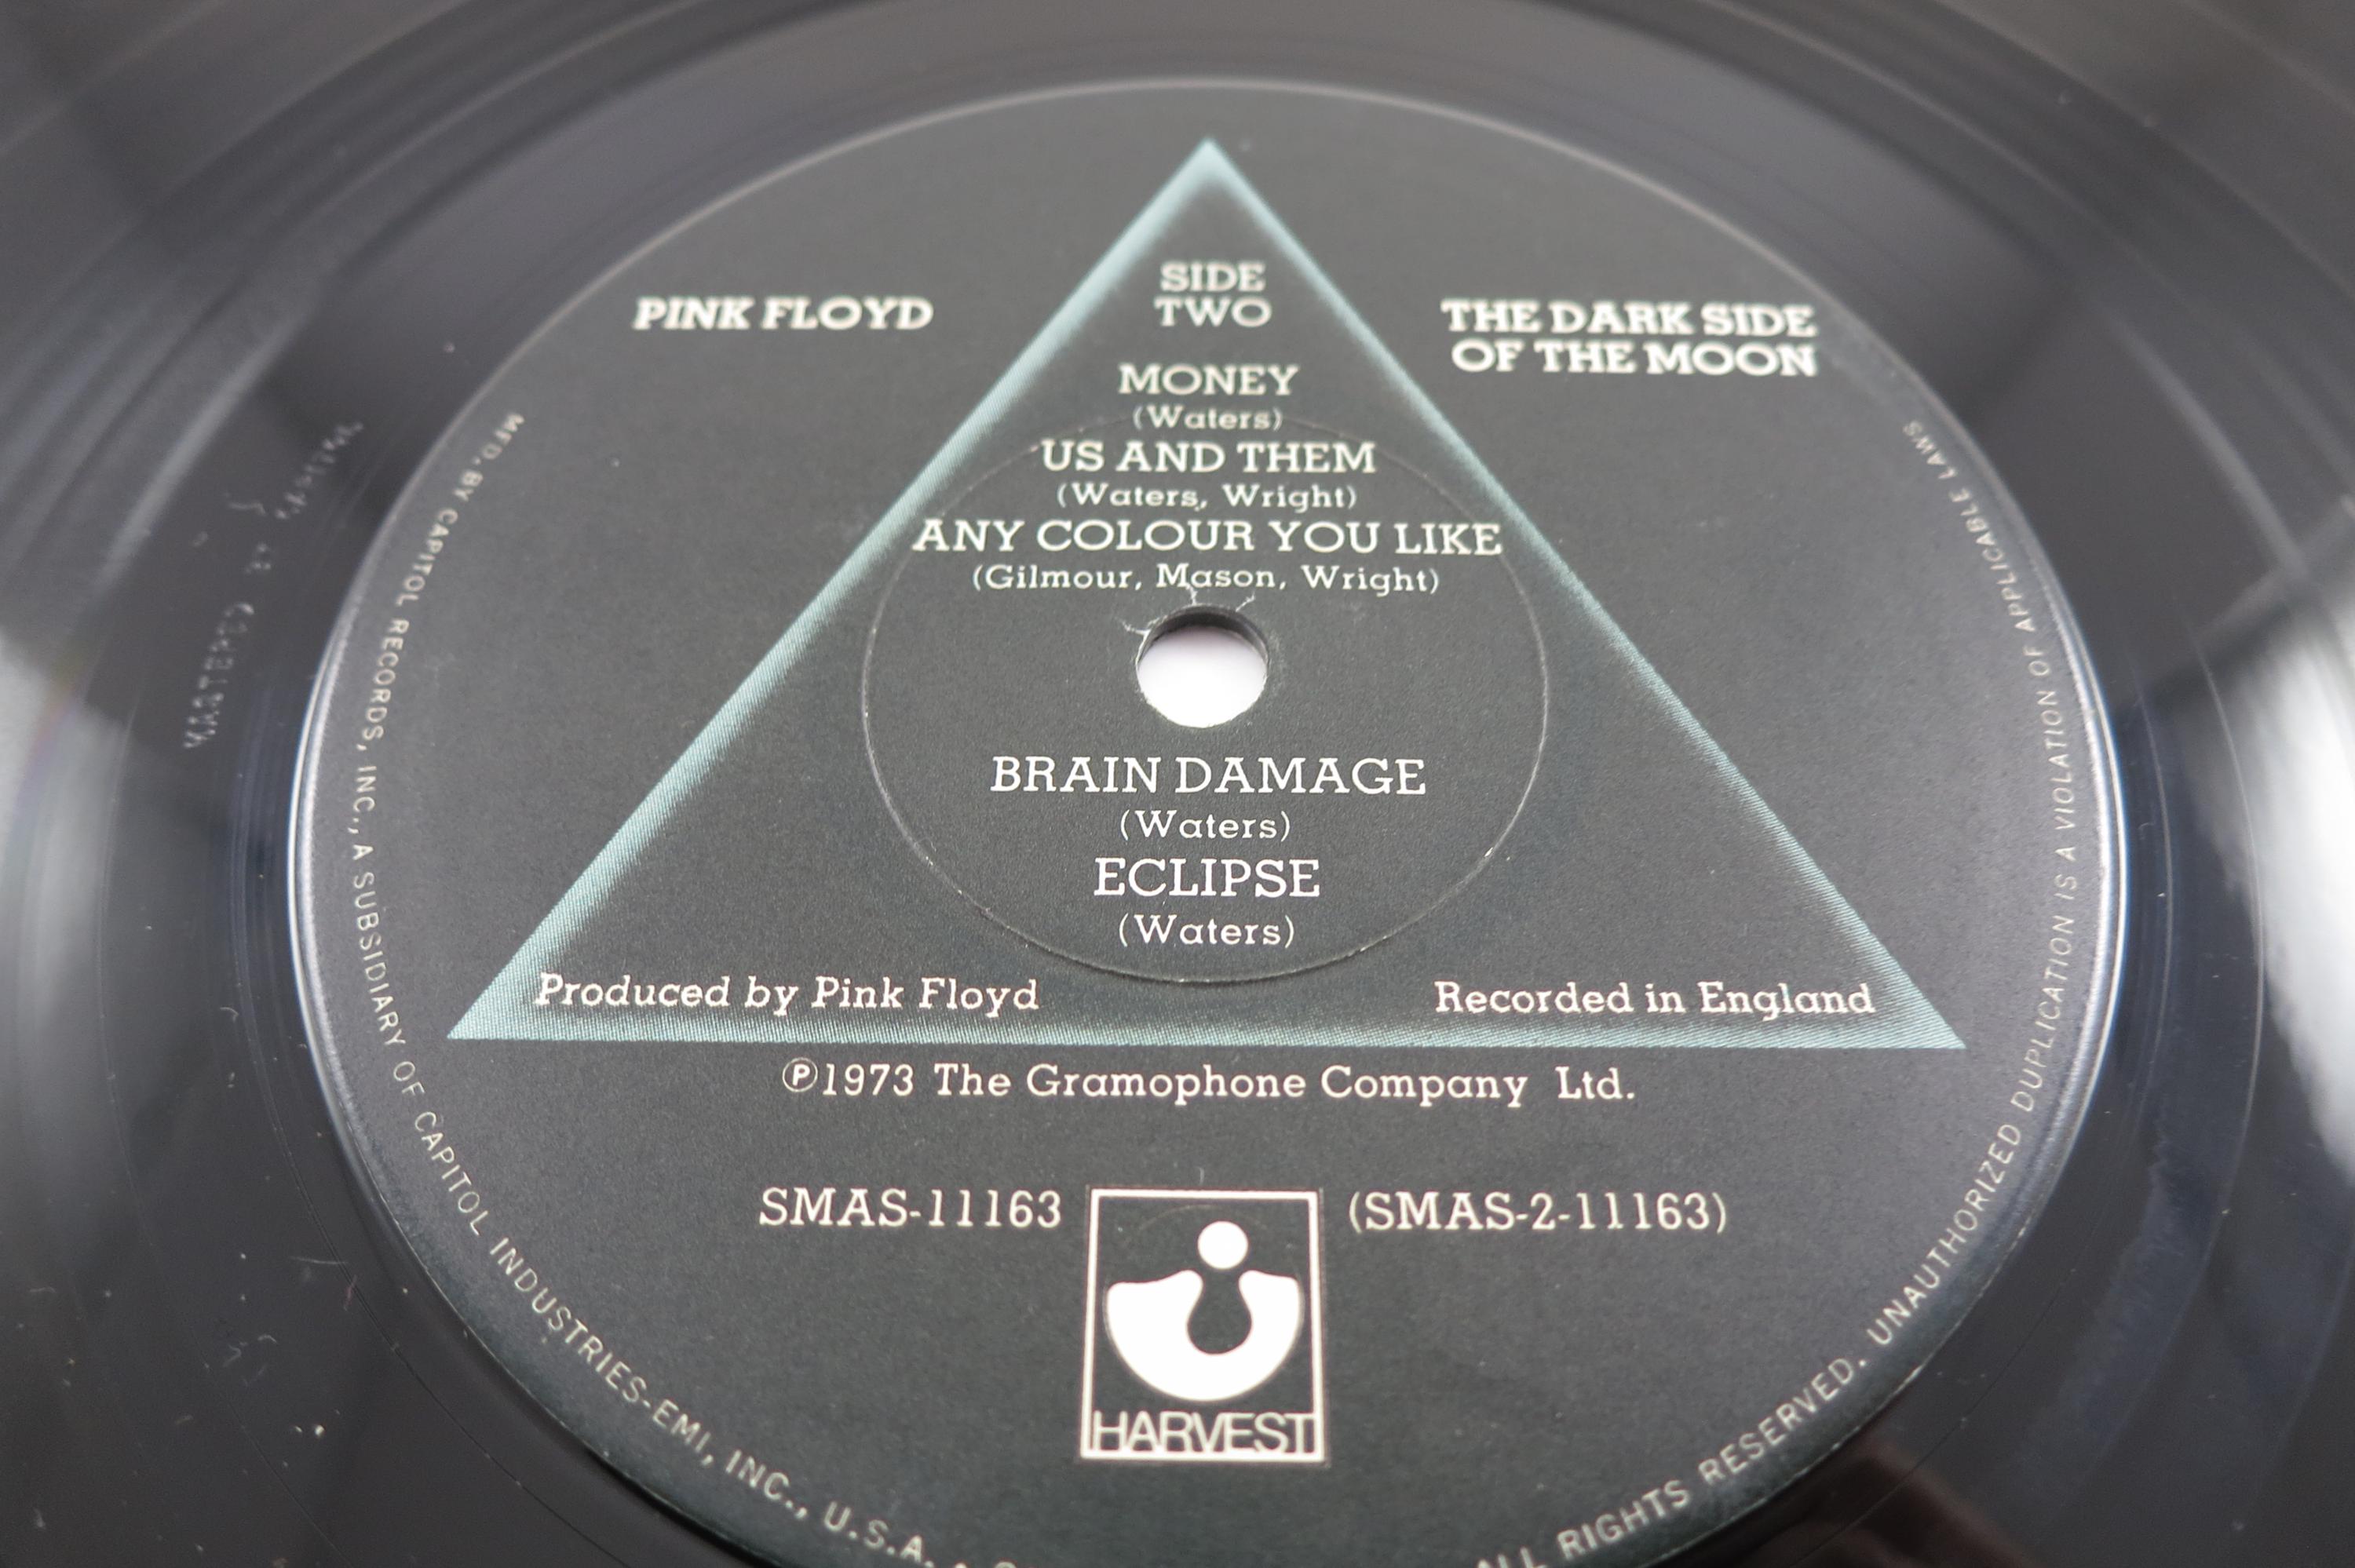 SIDE
TWO
PINK FLOYD
THE DARK SIDE
OF THE MOON
MONEY
(Waters)
US AND THEM
(Waters, Wright)
ANY COLOUR YOU LIKE
(Gilmour, Mason, Wright)
BRAIN DAMAGE
(Waters)
ECLIPSE
(Waters)
Produced by Pink Floyd
Recorded in England
Ⓟ1973 The Gramophone Company Ltd.
SMAS-11163
(SMAS-2-11163)
HARVEST
MFD. BY CAPITOL RECORDS, INC., A SUBSIDIARY OF CAPITOL INDUSTRIES-EMI, INC., U.S.A.
ALL RIGHTS RESERVED. UNAUTHORIZED DUPLICATION IS A VIOLATION OF APPLICABLE LAWS
MASTERED